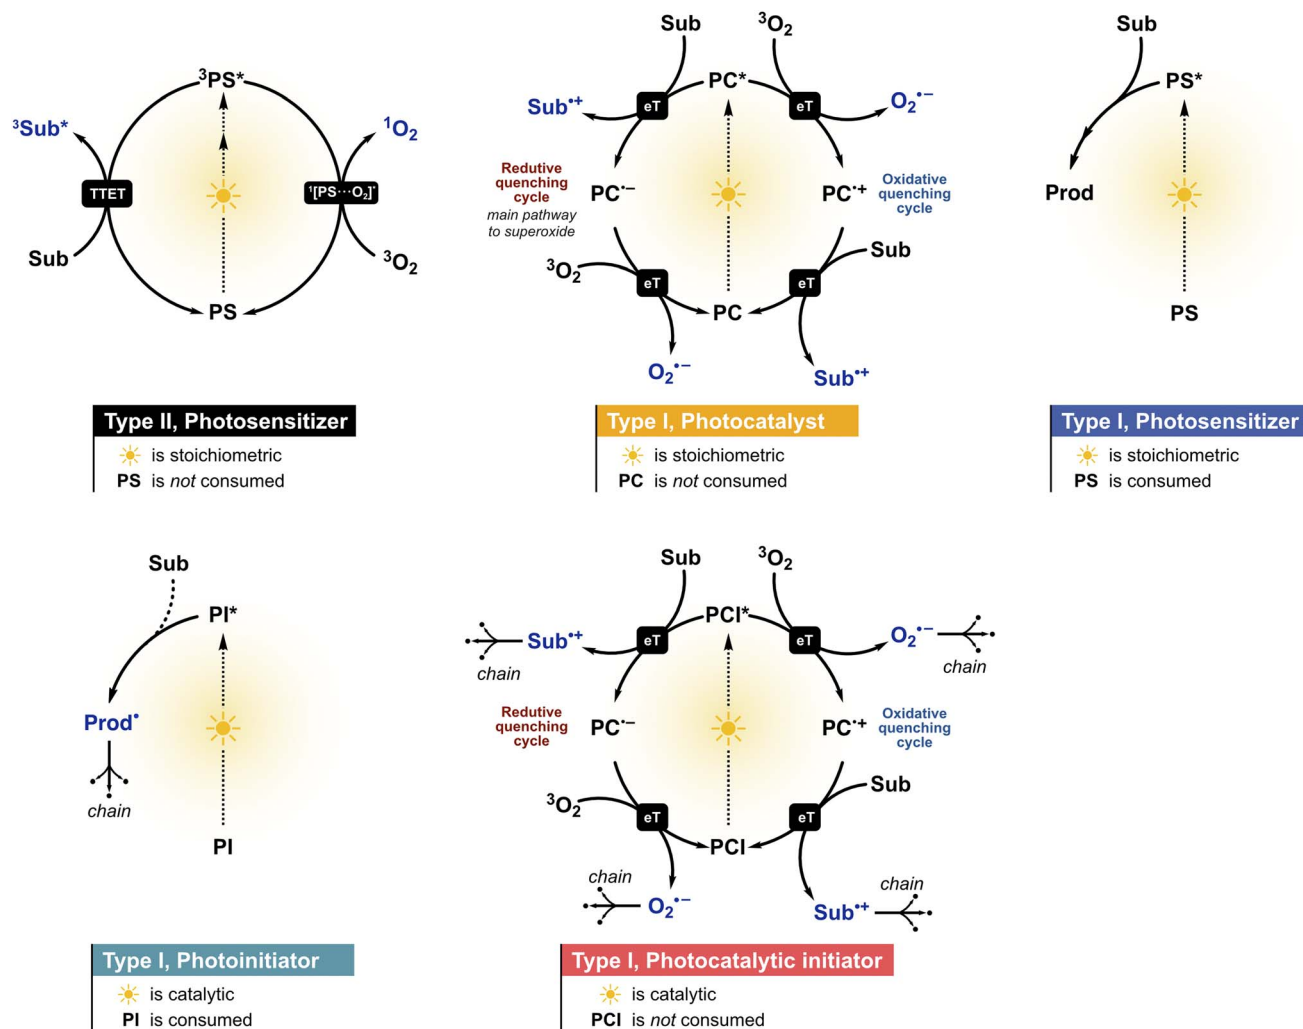 ³PS*
³Sub*
¹O₂
TTET
¹[PS···O₂]*
Sub
³O₂
PS
Type II, Photosensitizer
is stoichiometric
PS is not consumed
Sub
³O₂
PC*
eT
eT
Sub•+
O₂•−
Redutive
quenching
cycle
main pathway
to superoxide
PC•−
PC•+
Oxidative
quenching
cycle
³O₂
Sub
eT
eT
PC
O₂•−
Sub•+
Type I, Photocatalyst
is stoichiometric
PC is not consumed
Sub
PS*
Prod
PS
Type I, Photosensitizer
is stoichiometric
PS is consumed
Sub
PI*
Prod•
chain
PI
Type I, Photoinitiator
is catalytic
PI is consumed
Sub
³O₂
PCI*
eT
eT
Sub•+
chain
O₂•−
chain
Redutive
quenching
cycle
PC•−
PC•+
Oxidative
quenching
cycle
³O₂
Sub
eT
eT
PCI
chain
O₂•−
Sub•+
chain
Type I, Photocatalytic initiator
is catalytic
PCI is not consumed